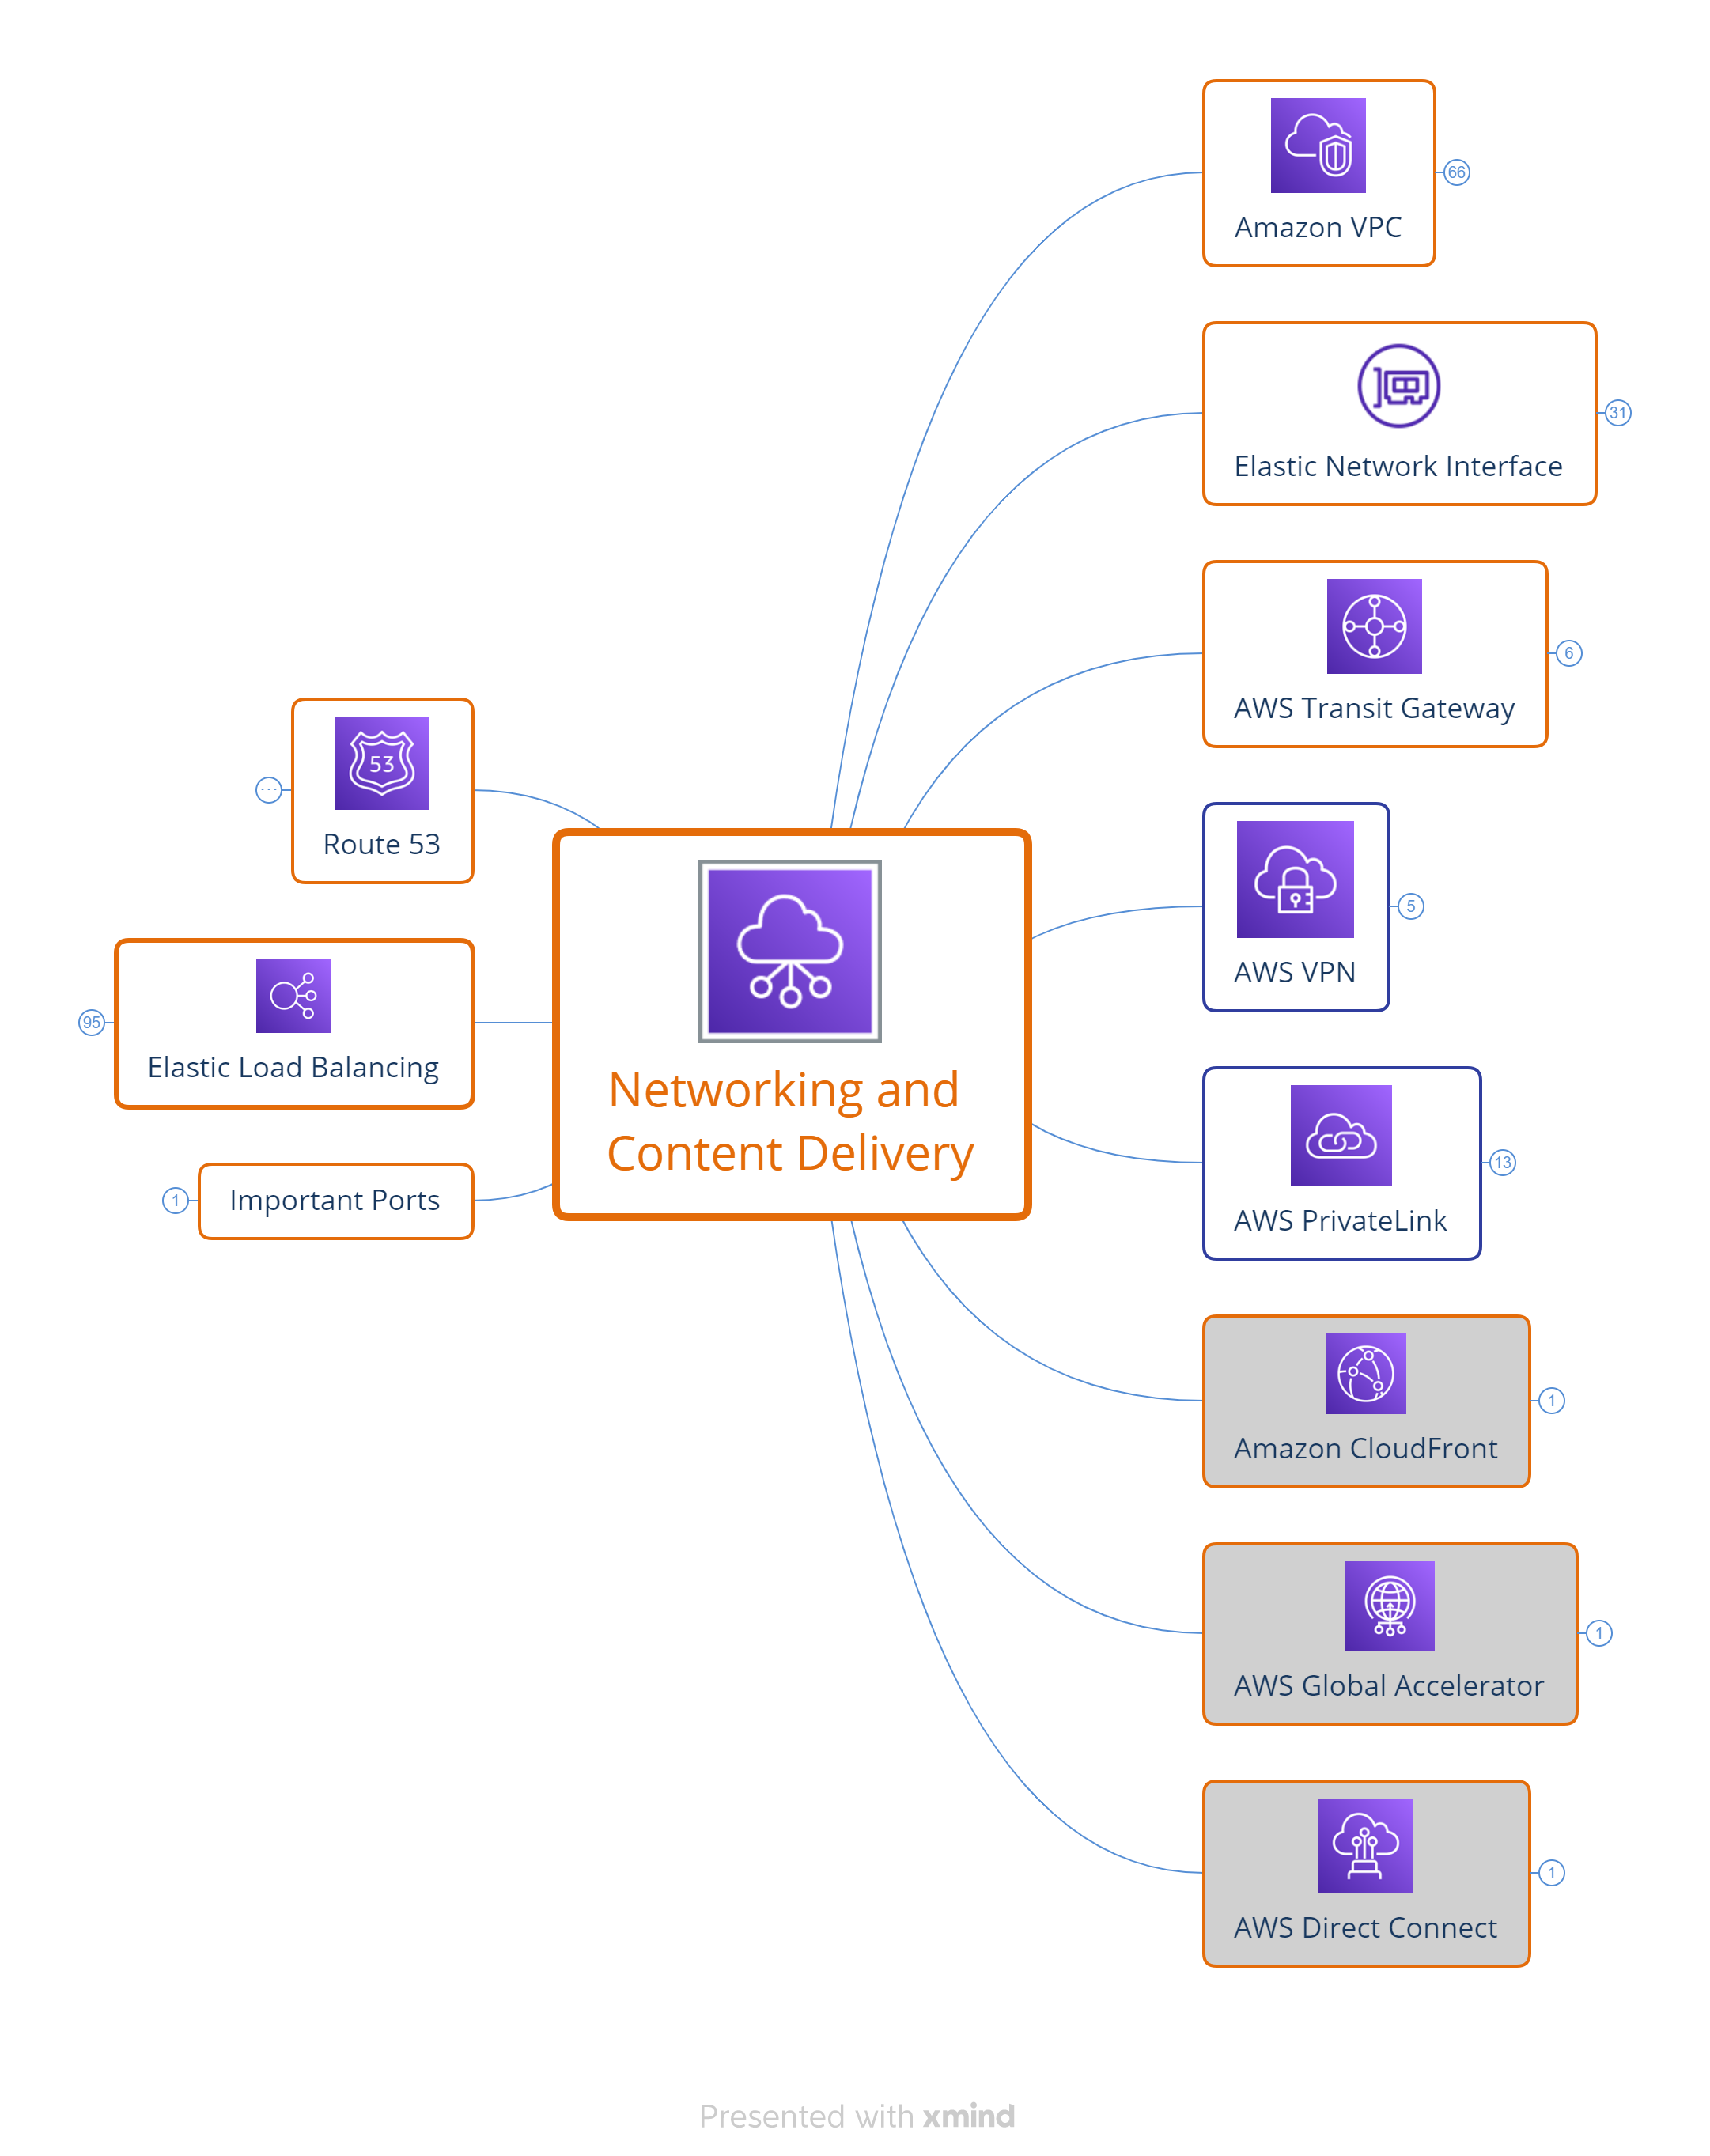 Amazon VPC
66
Elastic Network Interface
31
AWS Transit Gateway
6
Route 53
53
...
AWS VPN
5
Elastic Load Balancing
95
Networking and
Content Delivery
AWS PrivateLink
13
Important Ports
1
Amazon CloudFront
1
AWS Global Accelerator
1
AWS Direct Connect
1
Presented with xmind